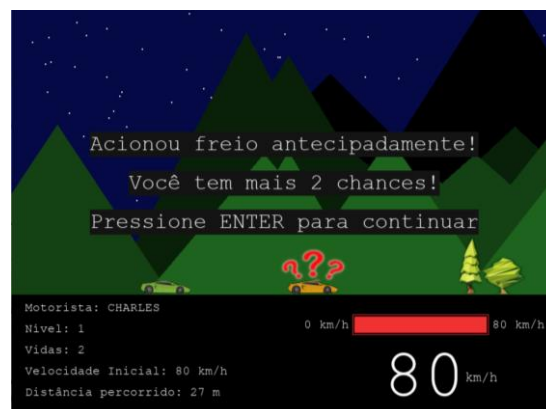 Acionou freio antecipadamente!
Você tem mais 2 chances!
Pressione ENTER para continuar
???
Motorista: CHARLES
Nível: 1
Vidas: 2
Velocidade Inicial: 80 km/h
Distância percorrido: 27 m
0 km/h 80 km/h
80 km/h